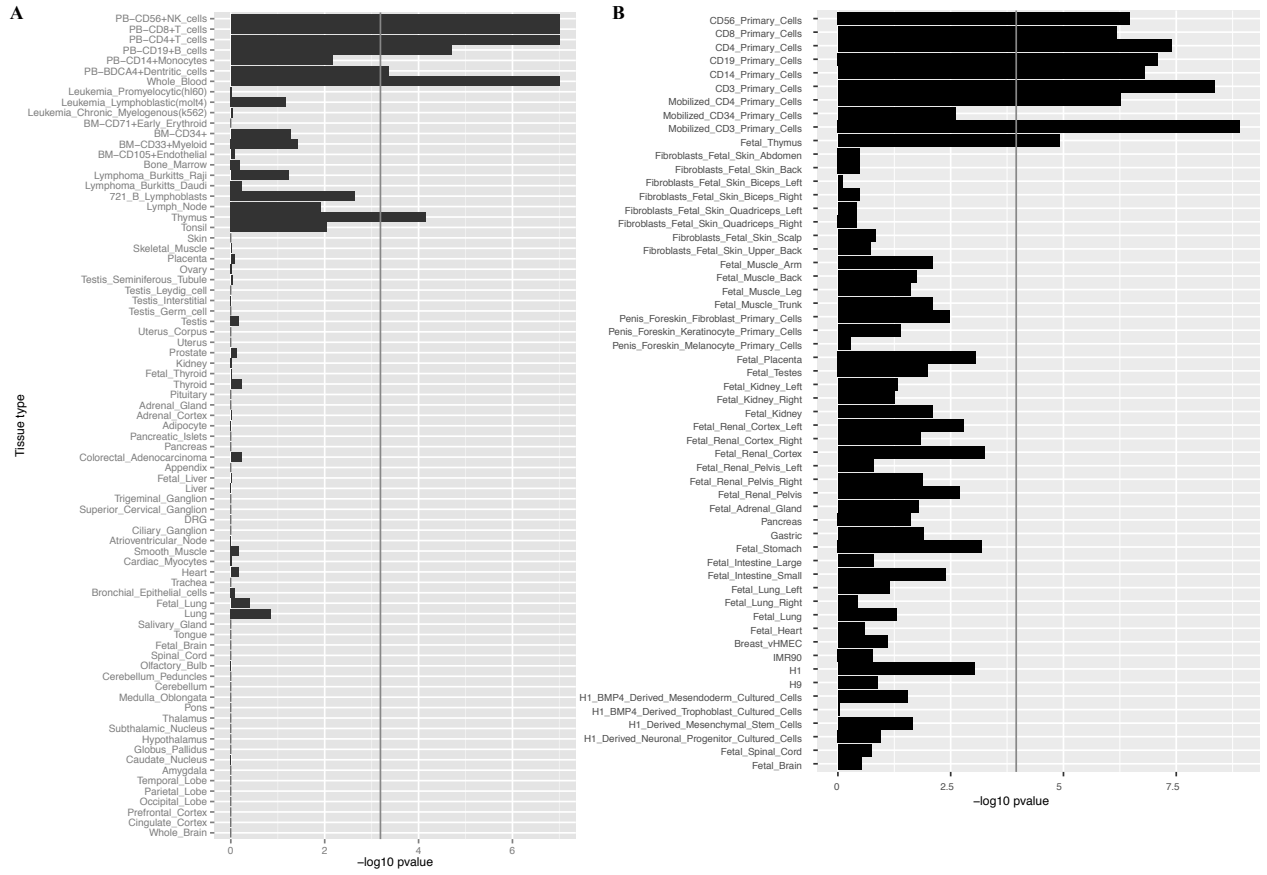 A
PB-CD56+NK_cells
PB-CD8+T_cells
PB-CD4+T_cells
PB-CD19+B_cells
PB-CD14+Monocytes
PB-BDCA4+Dentritic_cells
Whole_Blood
Leukemia_Promyelocytic(hl60)
Leukemia_Lymphoblastic(molt4)
Leukemia_Chronic_Myelogenous(k562)
BM-CD71+Early_Erythroid
BM-CD34+
BM-CD33+Myeloid
BM-CD105+Endothelial
Bone_Marrow
Lymphoma_Burkitts_Raji
Lymphoma_Burkitts_Daudi
721_B_Lymphoblasts
Lymph_Node
Thymus
Tonsil
Skin
Skeletal_Muscle
Placenta
Ovary
Testis_Seminiferous_Tubule
Testis_Leydig_cell
Testis_Interstitial
Testis_Germ_cell
Testis
Uterus_Corpus
Uterus
Prostate
Kidney
Fetal_Thyroid
Thyroid
Pituitary
Adrenal_Gland
Adrenal_Cortex
Adipocyte
Pancreatic_Islets
Pancreas
Colorectal_Adenocarcinoma
Appendix
Fetal_Liver
Liver
Trigeminal_Ganglion
Superior_Cervical_Ganglion
DRG
Ciliary_Ganglion
Atrioventricular_Node
Smooth_Muscle
Cardiac_Myocytes
Heart
Trachea
Bronchial_Epithelial_cells
Fetal_Lung
Lung
Salivary_Gland
Tongue
Fetal_Brain
Spinal_Cord
Olfactory_Bulb
Cerebellum_Peduncles
Cerebellum
Medulla_Oblongata
Pons
Thalamus
Subthalamic_Nucleus
Hypothalamus
Globus_Pallidus
Caudate_Nucleus
Amygdala
Temporal_Lobe
Parietal_Lobe
Occipital_Lobe
Prefrontal_Cortex
Cingulate_Cortex
Whole_Brain
Tissue type
0 2 4 6
−log10 pvalue
B
CD56_Primary_Cells
CD8_Primary_Cells
CD4_Primary_Cells
CD19_Primary_Cells
CD14_Primary_Cells
CD3_Primary_Cells
Mobilized_CD4_Primary_Cells
Mobilized_CD34_Primary_Cells
Mobilized_CD3_Primary_Cells
Fetal_Thymus
Fibroblasts_Fetal_Skin_Abdomen
Fibroblasts_Fetal_Skin_Back
Fibroblasts_Fetal_Skin_Biceps_Left
Fibroblasts_Fetal_Skin_Biceps_Right
Fibroblasts_Fetal_Skin_Quadriceps_Left
Fibroblasts_Fetal_Skin_Quadriceps_Right
Fibroblasts_Fetal_Skin_Scalp
Fibroblasts_Fetal_Skin_Upper_Back
Fetal_Muscle_Arm
Fetal_Muscle_Back
Fetal_Muscle_Leg
Fetal_Muscle_Trunk
Penis_Foreskin_Fibroblast_Primary_Cells
Penis_Foreskin_Keratinocyte_Primary_Cells
Penis_Foreskin_Melanocyte_Primary_Cells
Fetal_Placenta
Fetal_Testes
Fetal_Kidney_Left
Fetal_Kidney_Right
Fetal_Kidney
Fetal_Renal_Cortex_Left
Fetal_Renal_Cortex_Right
Fetal_Renal_Cortex
Fetal_Renal_Pelvis_Left
Fetal_Renal_Pelvis_Right
Fetal_Renal_Pelvis
Fetal_Adrenal_Gland
Pancreas
Gastric
Fetal_Stomach
Fetal_Intestine_Large
Fetal_Intestine_Small
Fetal_Lung_Left
Fetal_Lung_Right
Fetal_Lung
Fetal_Heart
Breast_vHMEC
IMR90
H1
H9
H1_BMP4_Derived_Mesendoderm_Cultured_Cells
H1_BMP4_Derived_Trophoblast_Cultured_Cells
H1_Derived_Mesenchymal_Stem_Cells
H1_Derived_Neuronal_Progenitor_Cultured_Cells
Fetal_Spinal_Cord
Fetal_Brain
0 2.5 5 7.5
−log10 pvalue